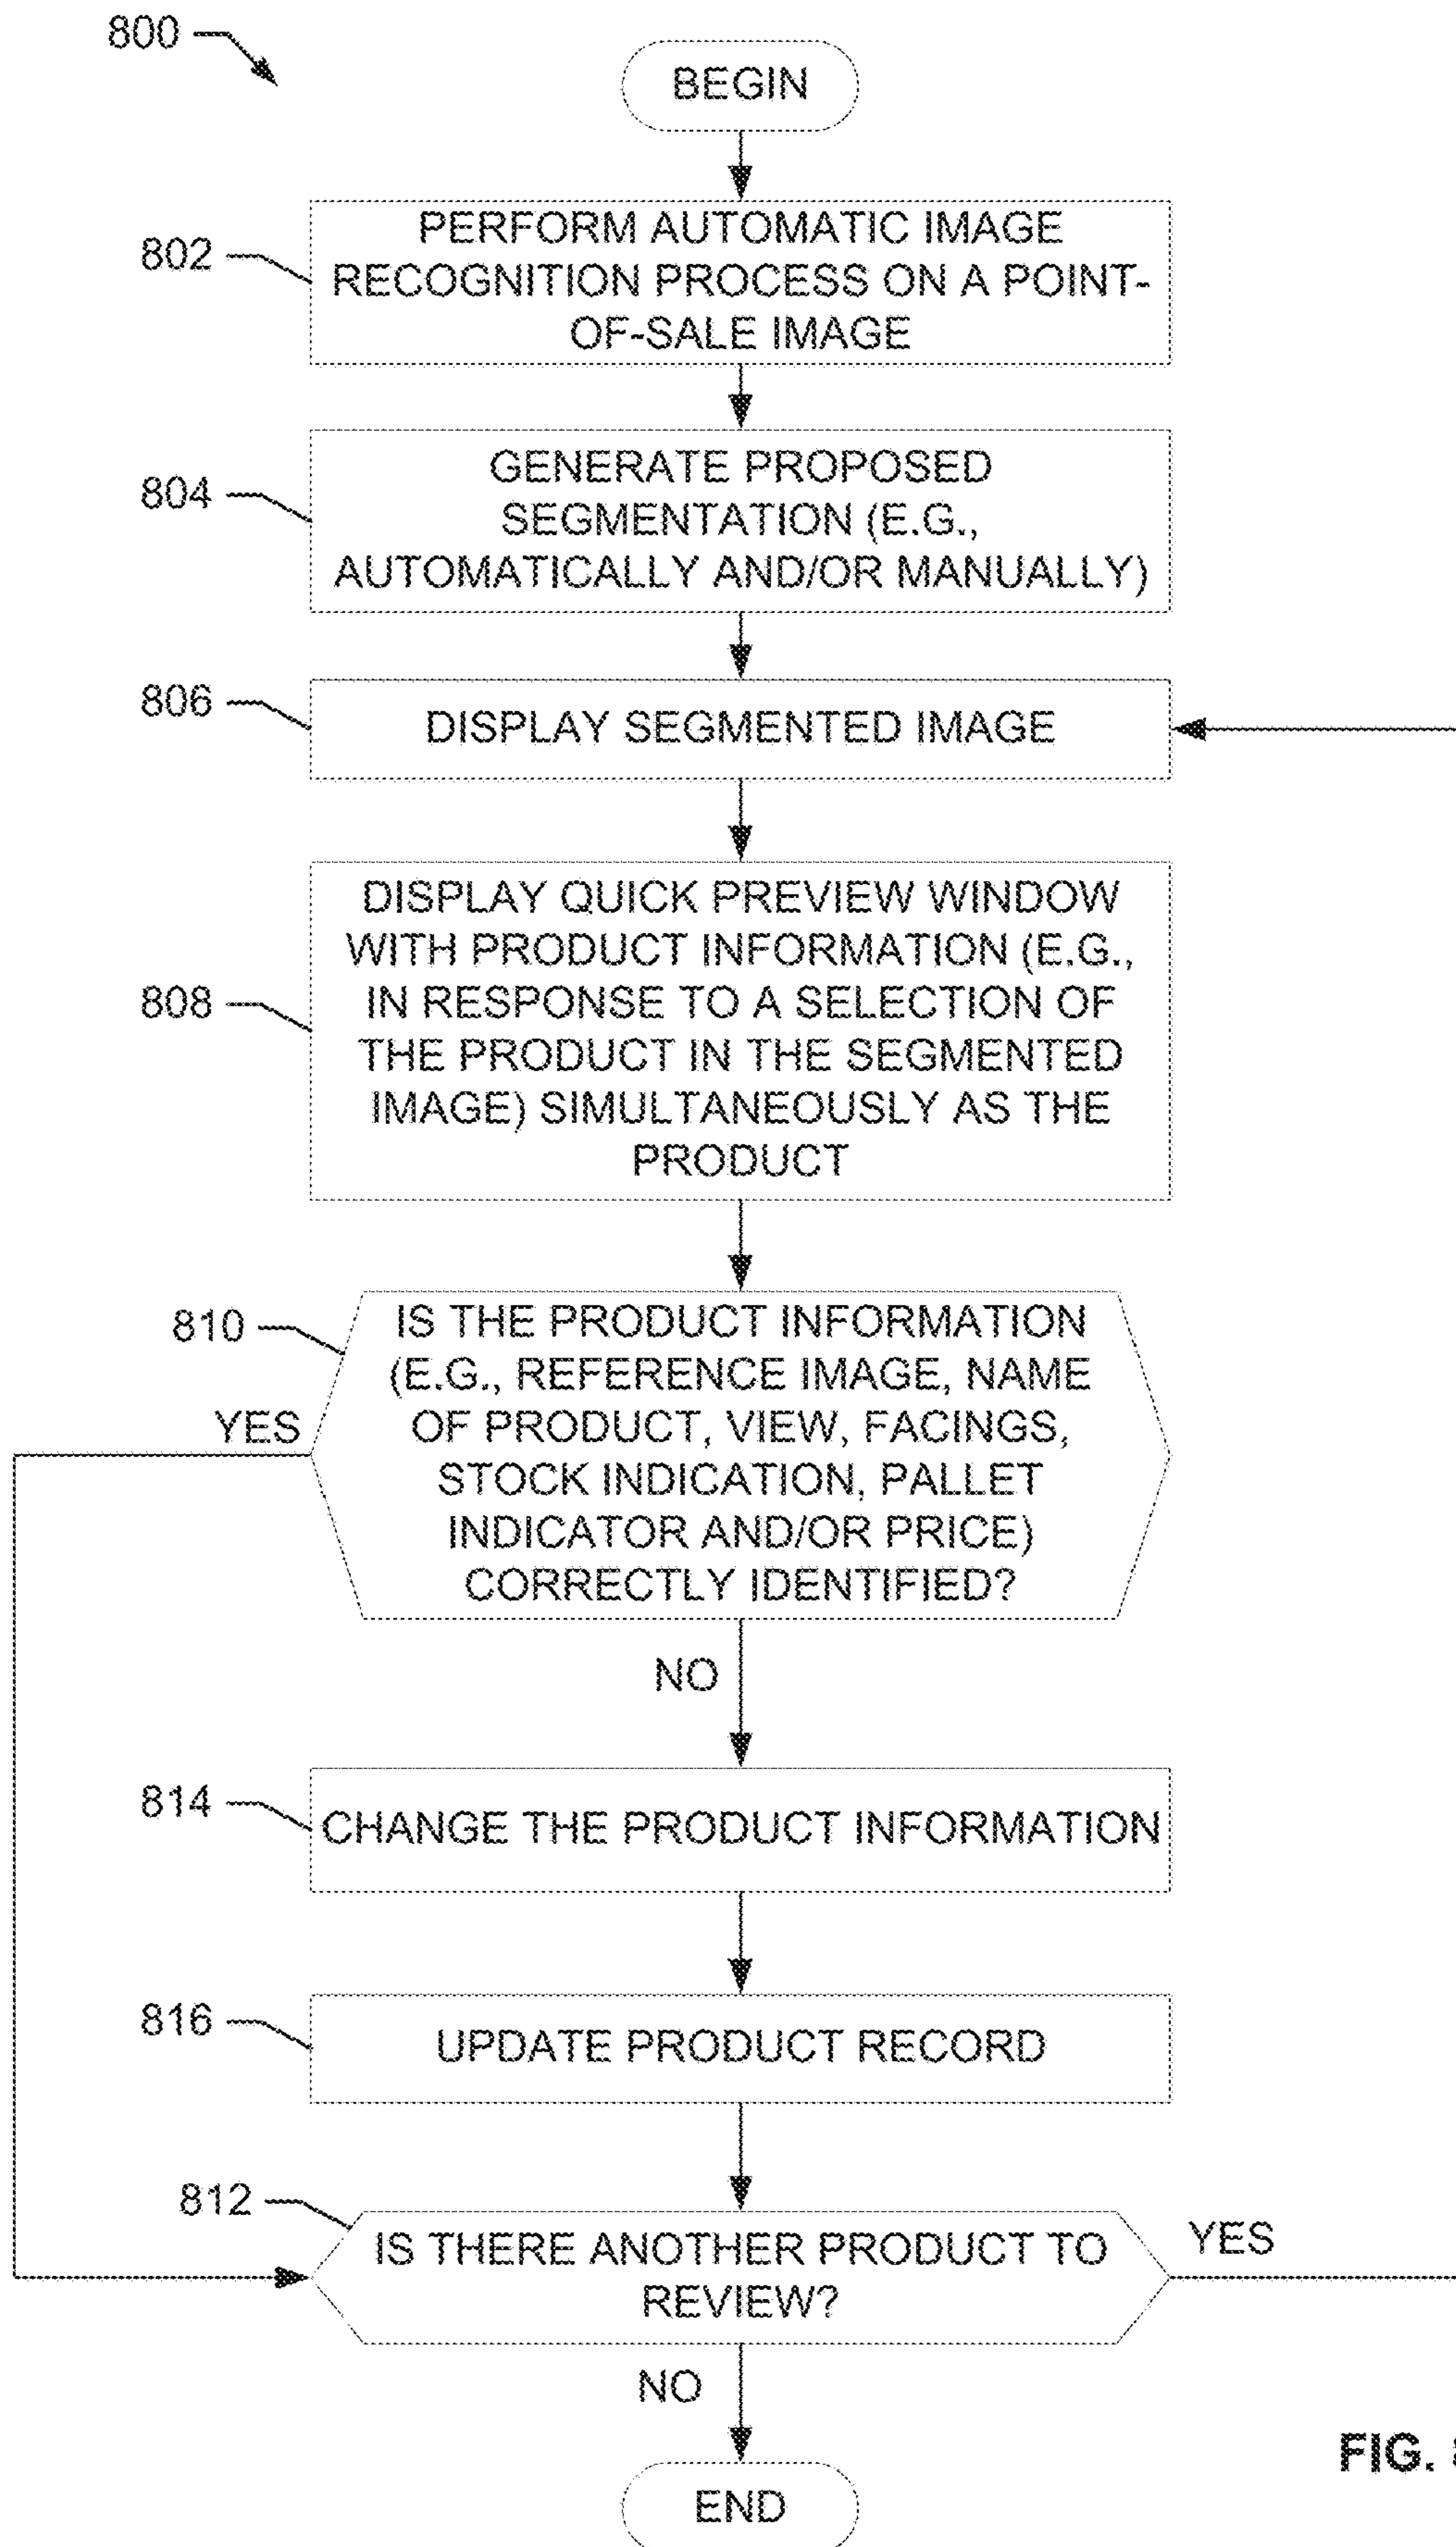 800
BEGIN
802
PERFORM AUTOMATIC IMAGE
RECOGNITION PROCESS ON A POINT-
OF-SALE IMAGE
804
GENERATE PROPOSED
SEGMENTATION (E.G.,
AUTOMATICALLY AND/OR MANUALLY)
806
DISPLAY SEGMENTED IMAGE
808
DISPLAY QUICK PREVIEW WINDOW
WITH PRODUCT INFORMATION (E.G.,
IN RESPONSE TO A SELECTION OF
THE PRODUCT IN THE SEGMENTED
IMAGE) SIMULTANEOUSLY AS THE
PRODUCT
810
IS THE PRODUCT INFORMATION
(E.G., REFERENCE IMAGE, NAME
OF PRODUCT, VIEW, FACINGS,
STOCK INDICATION, PALLET
INDICATOR AND/OR PRICE)
CORRECTLY IDENTIFIED?
YES
NO
814
CHANGE THE PRODUCT INFORMATION
816
UPDATE PRODUCT RECORD
812
IS THERE ANOTHER PRODUCT TO
REVIEW?
YES
NO
END
FIG. 8